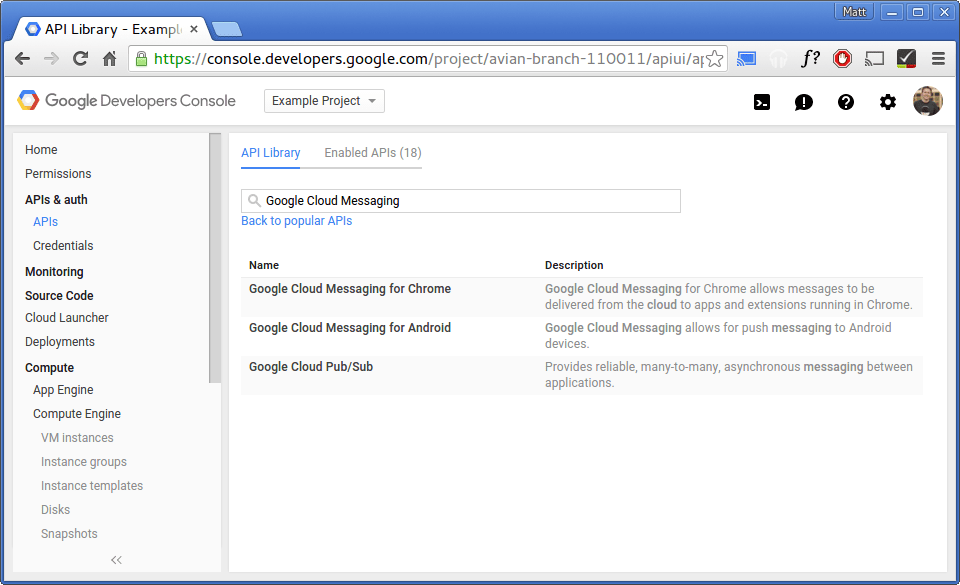 Matt
API Library - Exampl
https://console.developers.google.com/project/avian-branch-110011/apiui/ap
f?
Google Developers Console
Example Project
Home
Permissions
APIs & auth
APIs
Credentials
Monitoring
Source Code
Cloud Launcher
Deployments
Compute
App Engine
Compute Engine
VM instances
Instance groups
Instance templates
Disks
Snapshots
API Library
Enabled APIs (18)
Google Cloud Messaging
Back to popular APIs
Name
Description
Google Cloud Messaging for Chrome
Google Cloud Messaging for Chrome allows messages to be
delivered from the cloud to apps and extensions running in Chrome.
Google Cloud Messaging for Android
Google Cloud Messaging allows for push messaging to Android
devices.
Google Cloud Pub/Sub
Provides reliable, many-to-many, asynchronous messaging between
applications.